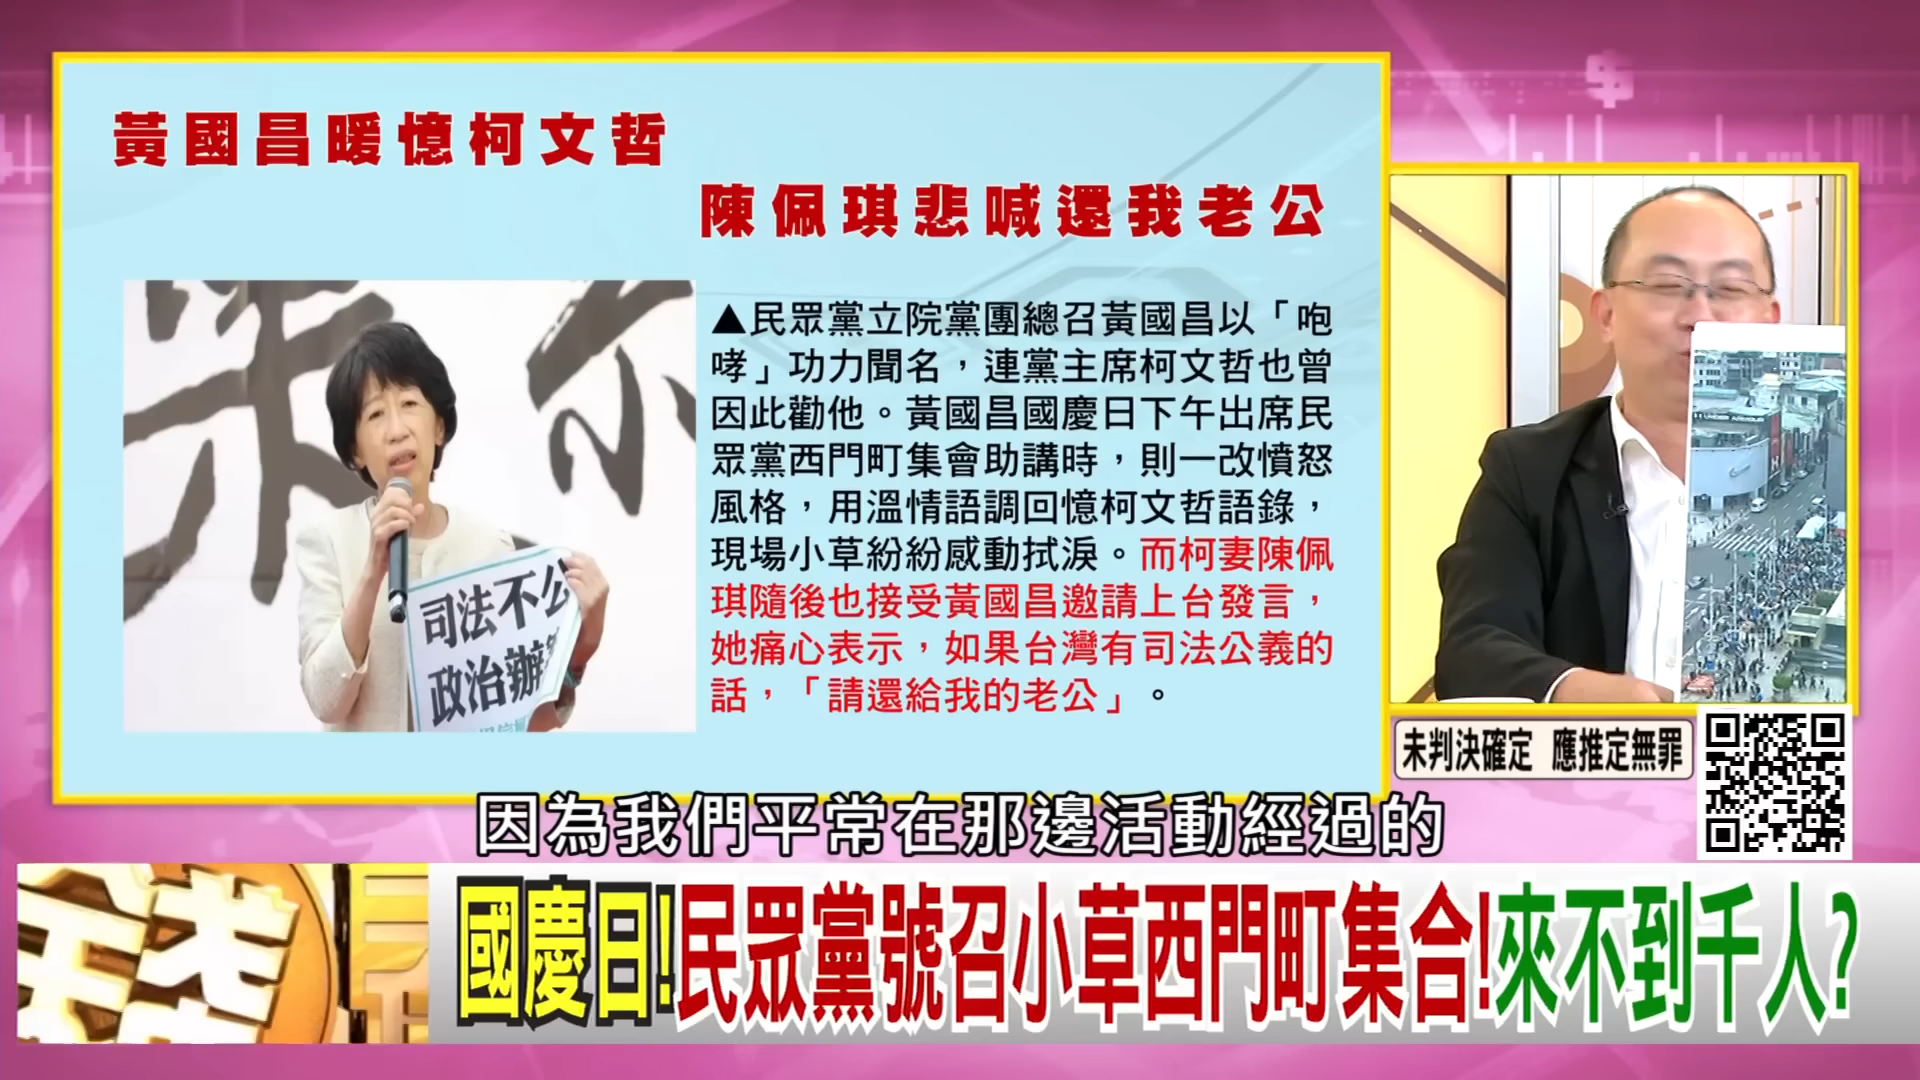 黃國昌暖憶柯文哲
陳佩琪悲喊還我老公
▲民眾黨立院黨團總召黃國昌以「咆
哮」功力聞名，連黨主席柯文哲也曾
因此勸他。黃國昌國慶日下午出席民
眾黨西門町集會助講時，則一改憤怒
風格，用溫情語調回憶柯文哲語錄，
現場小草紛紛感動拭淚。而柯妻陳佩
琪隨後也接受黃國昌邀請上台發言，
她痛心表示，如果台灣有司法公義的
話，「請還給我的老公」。
司法不公
政治辦
未判決確定 應推定無罪
因為我們平常在那邊活動經過的
國慶日!民眾黨號召小草西門町集合!來不到千人?